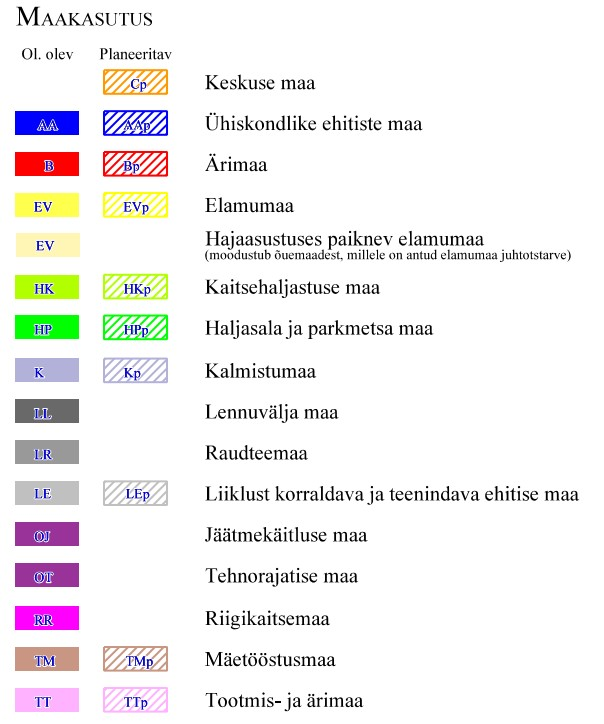 MAAKASUTUS
Ol. olev Planeeritav
Cp Keskuse maa
AA AAp Ühiskondlike ehitiste maa
B Bp Ärimaa
EV EVp Elamumaa
EV Hajaasustuses paiknev elamumaa
(moodustub õuemaadest, millele on antud elamumaa juhtotstarve)
HK HKp Kaitsehaljastuse maa
HP HPp Haljasala ja parkmetsa maa
K Kp Kalmistumaa
LL Lennuvälja maa
LR Raudteemaa
LE LEp Liiklust korraldava ja teenindava ehitise maa
OJ Jäätmekäitluse maa
OT Tehnorajatise maa
RR Riigikaitsemaa
TM TMp Mäetööstusmaa
TT TTp Tootmis- ja ärimaa